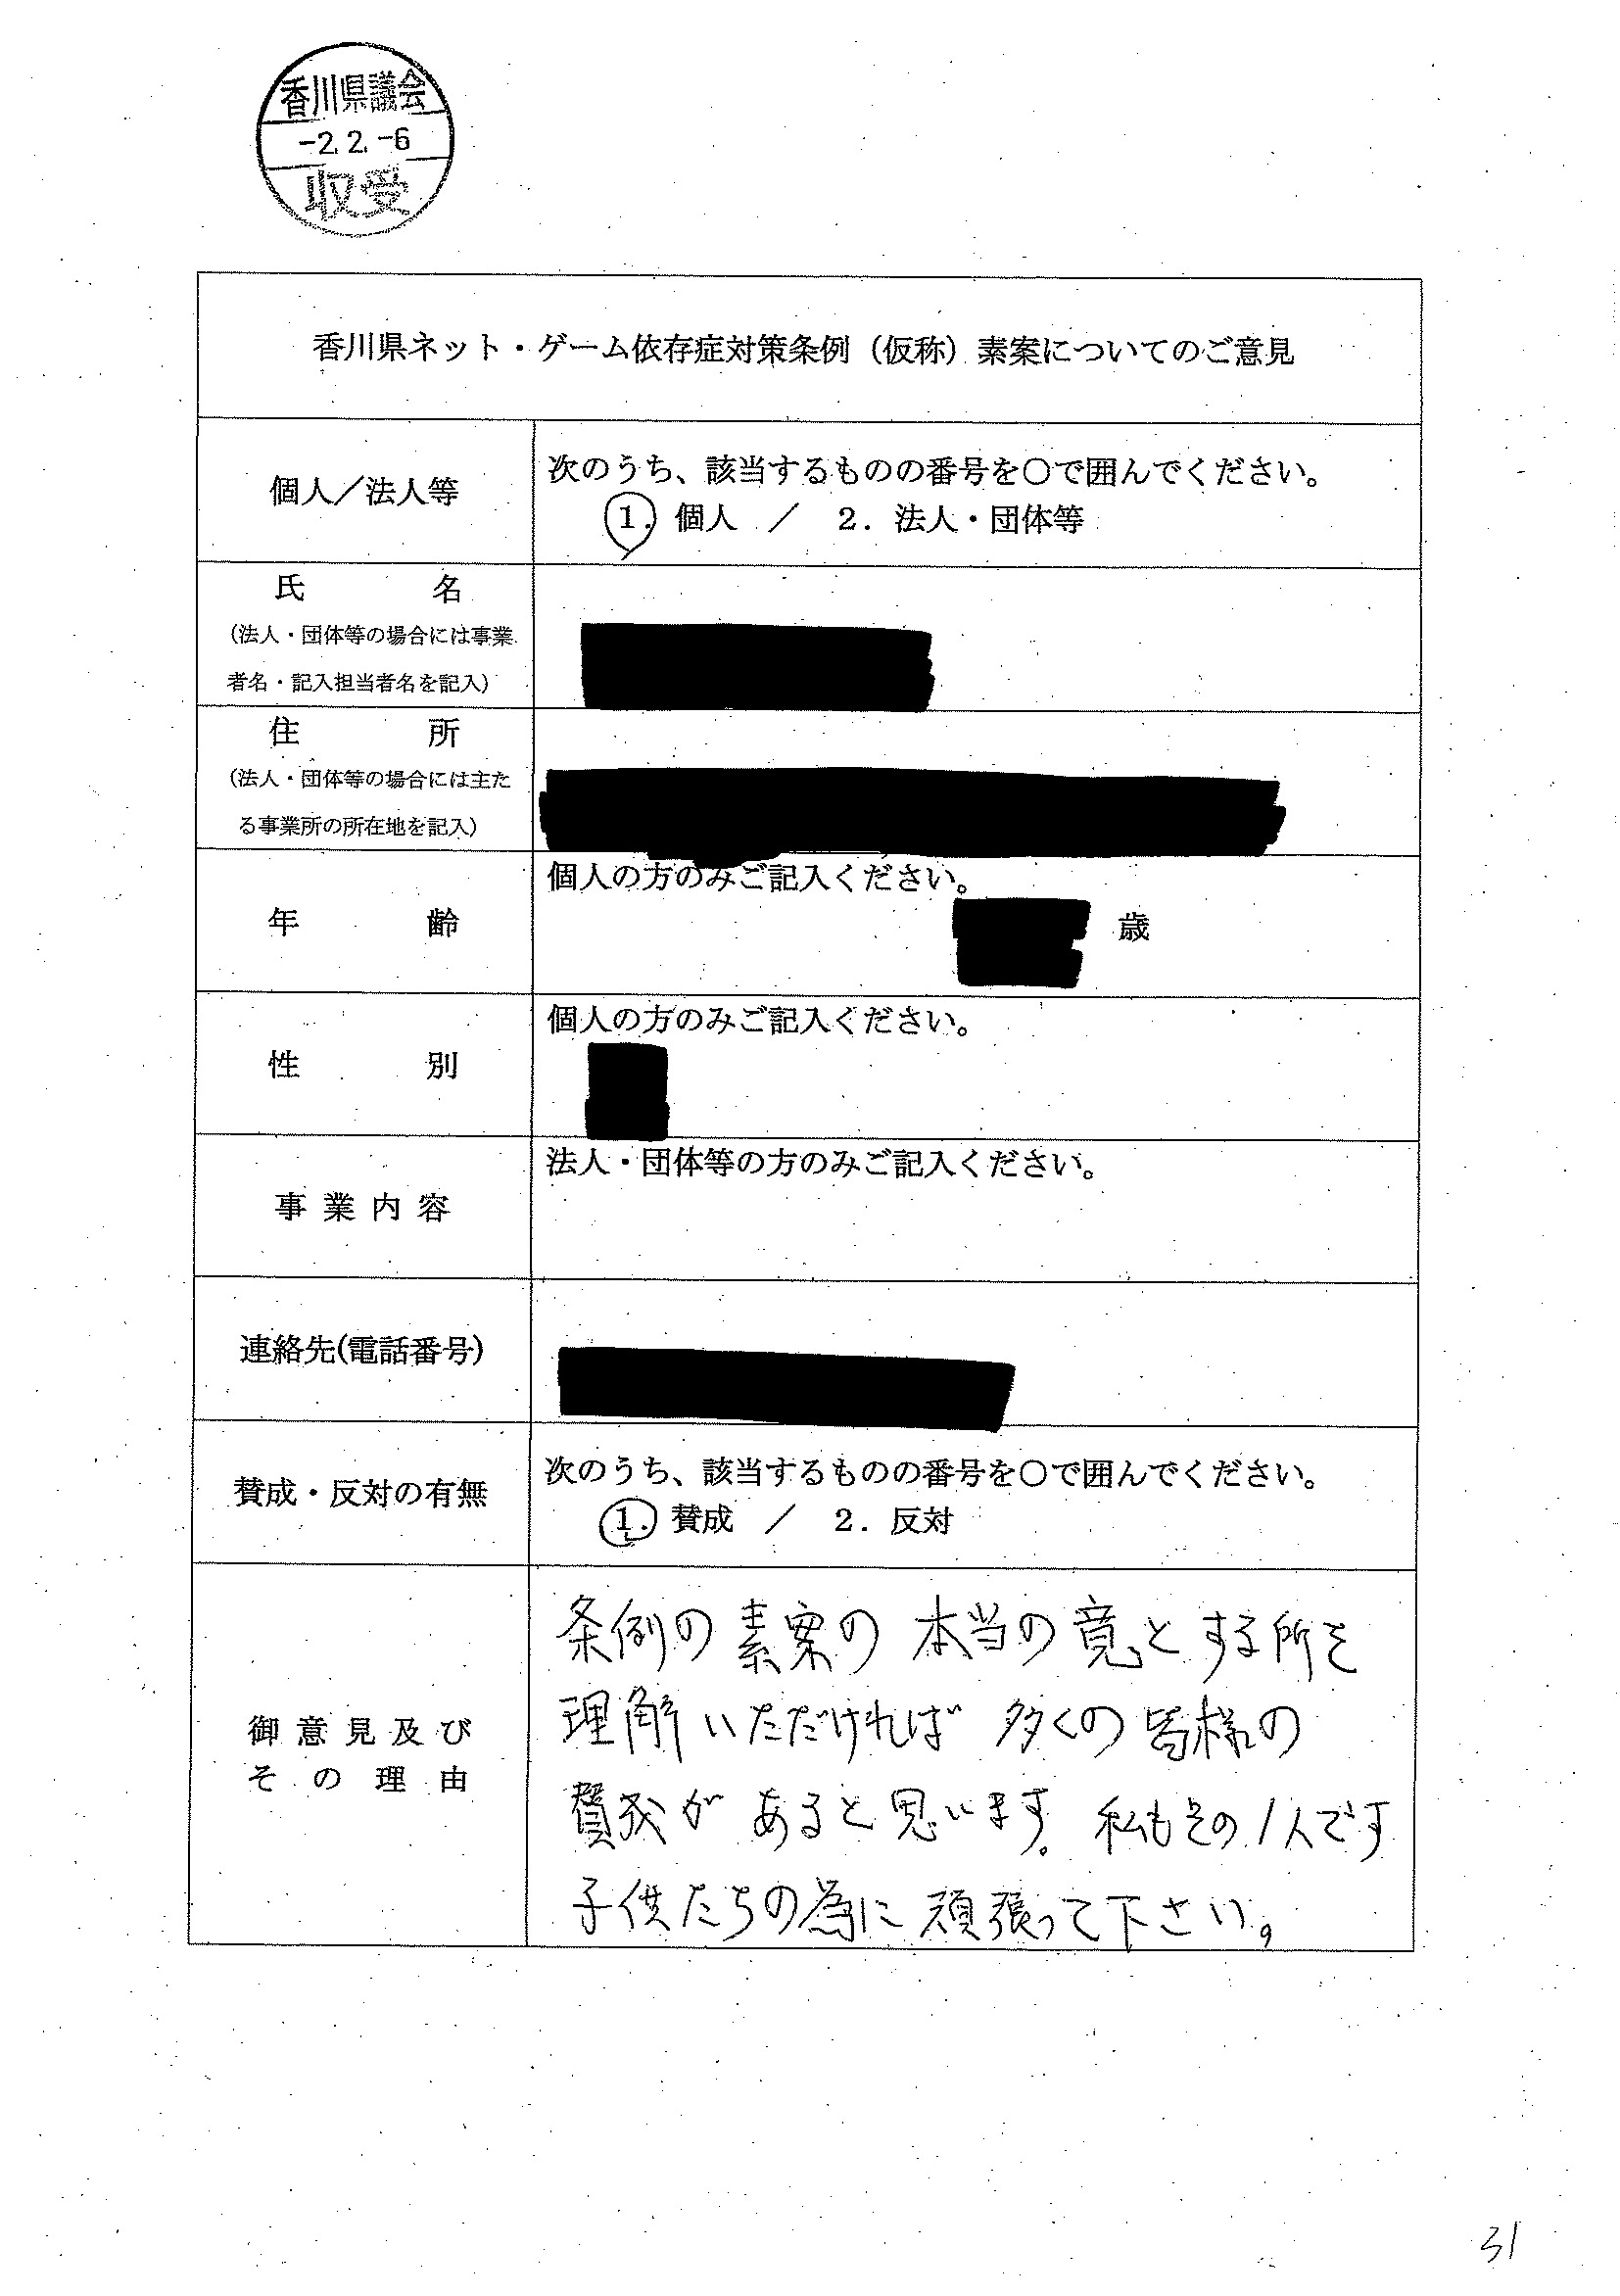 香川県議会
-2.2.-6
収受
香川県ネット・ゲーム依存症対策条例（仮称）素案についてのご意見
個人／法人等
次のうち、該当するものの番号を〇で囲んでください。
1. 個人 ／ 2. 法人・団体等
氏名
（法人・団体等の場合には事業
者名・記入担当者名を記入）
住所
（法人・団体等の場合には主た
る事業所の所在地を記入）
年齢
個人の方のみご記入ください。
歳
性別
個人の方のみご記入ください。
事業内容
法人・団体等の方のみご記入ください。
連絡先(電話番号)
賛成・反対の有無
次のうち、該当するものの番号を〇で囲んでください。
1. 賛成 ／ 2. 反対
御意見及び
その理由
条例の素案の本当の意とする所を
理解いただければ 多くの皆様の
賛成があると思います。私もその1人です
子供たちの為に頑張って下さい。
31